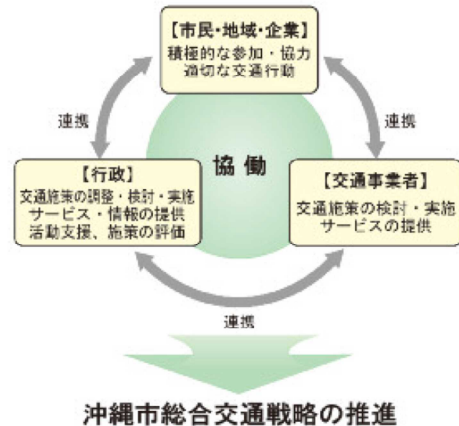 【市民・地域・企業】
積極的な参加・協力
適切な交通行動
連携
連携
協働
【行政】
交通施策の調整・検討・実施
サービス・情報の提供
活動支援、施策の評価
【交通事業者】
交通施策の検討・実施
サービスの提供
連携
沖縄市総合交通戦略の推進